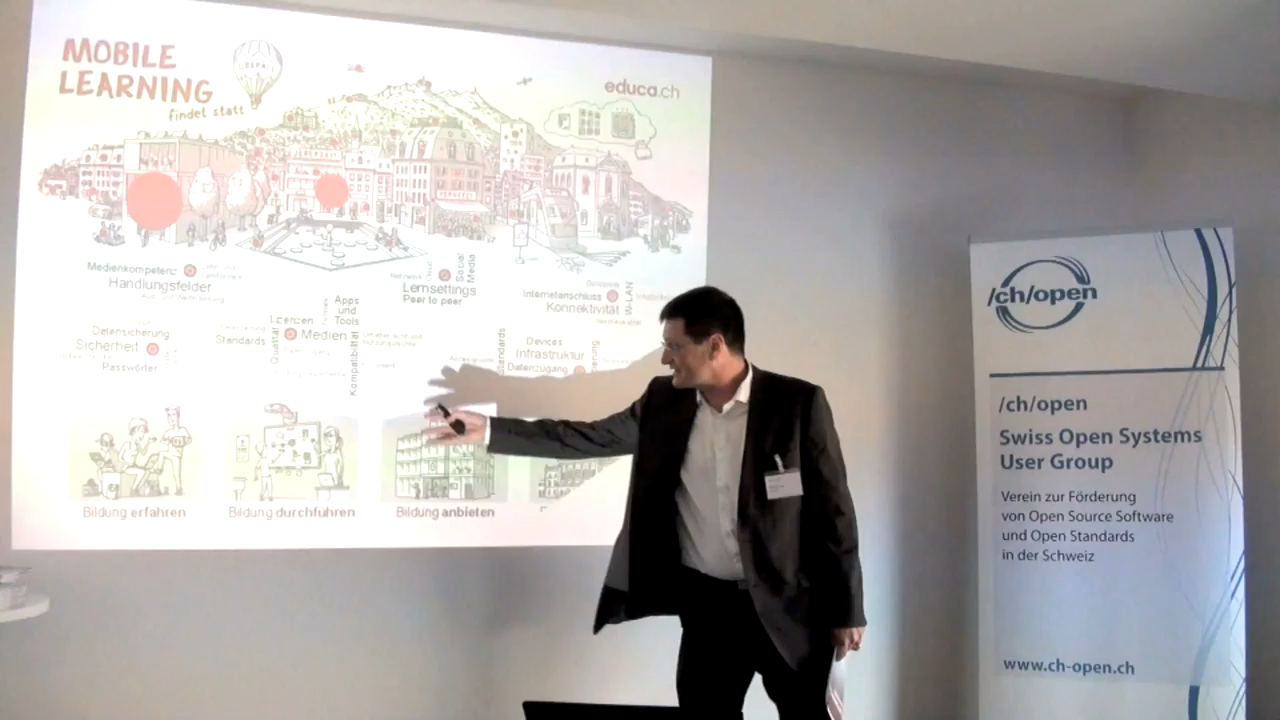 MOBILE
LEARNING
findet statt
educa.ch
Medienkompetenz
Handlungsfelder
Netzwerk
Cloud
Social
Media
Lernsettings
Peer to peer
Internetanschluss
Konnektivität
W-LAN
Datensicherung
Sicherheit
Passwörter
Standards
Lizenzen
Qualität
Medien
Apps
und
Tools
Kompatibilität
Standards
Devices
Infrastruktur
Datenzugang
Bildung erfahren
Bildung durchführen
Bildung anbieten
/ch/open
/ch/open
Swiss Open Systems
User Group
Verein zur Förderung
von Open Source Software
und Open Standards
in der Schweiz
www.ch-open.ch